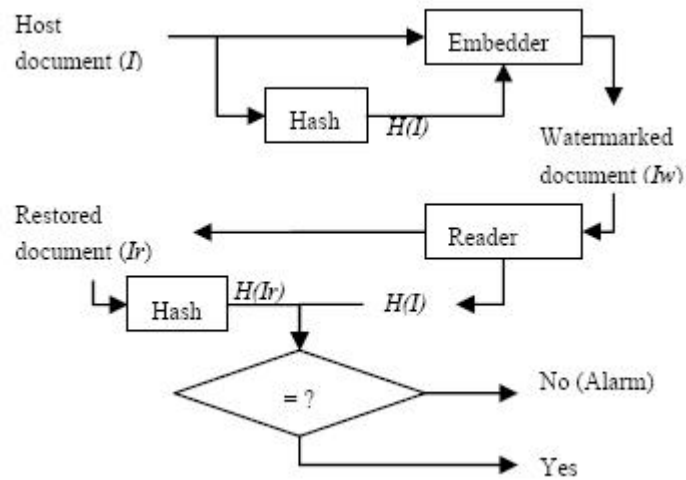 Host
document (I)
Embedder
Hash
H(I)
Watermarked
document (Iw)
Restored
document (Ir)
Reader
Hash
H(Ir)
H(I)
= ?
No (Alarm)
Yes